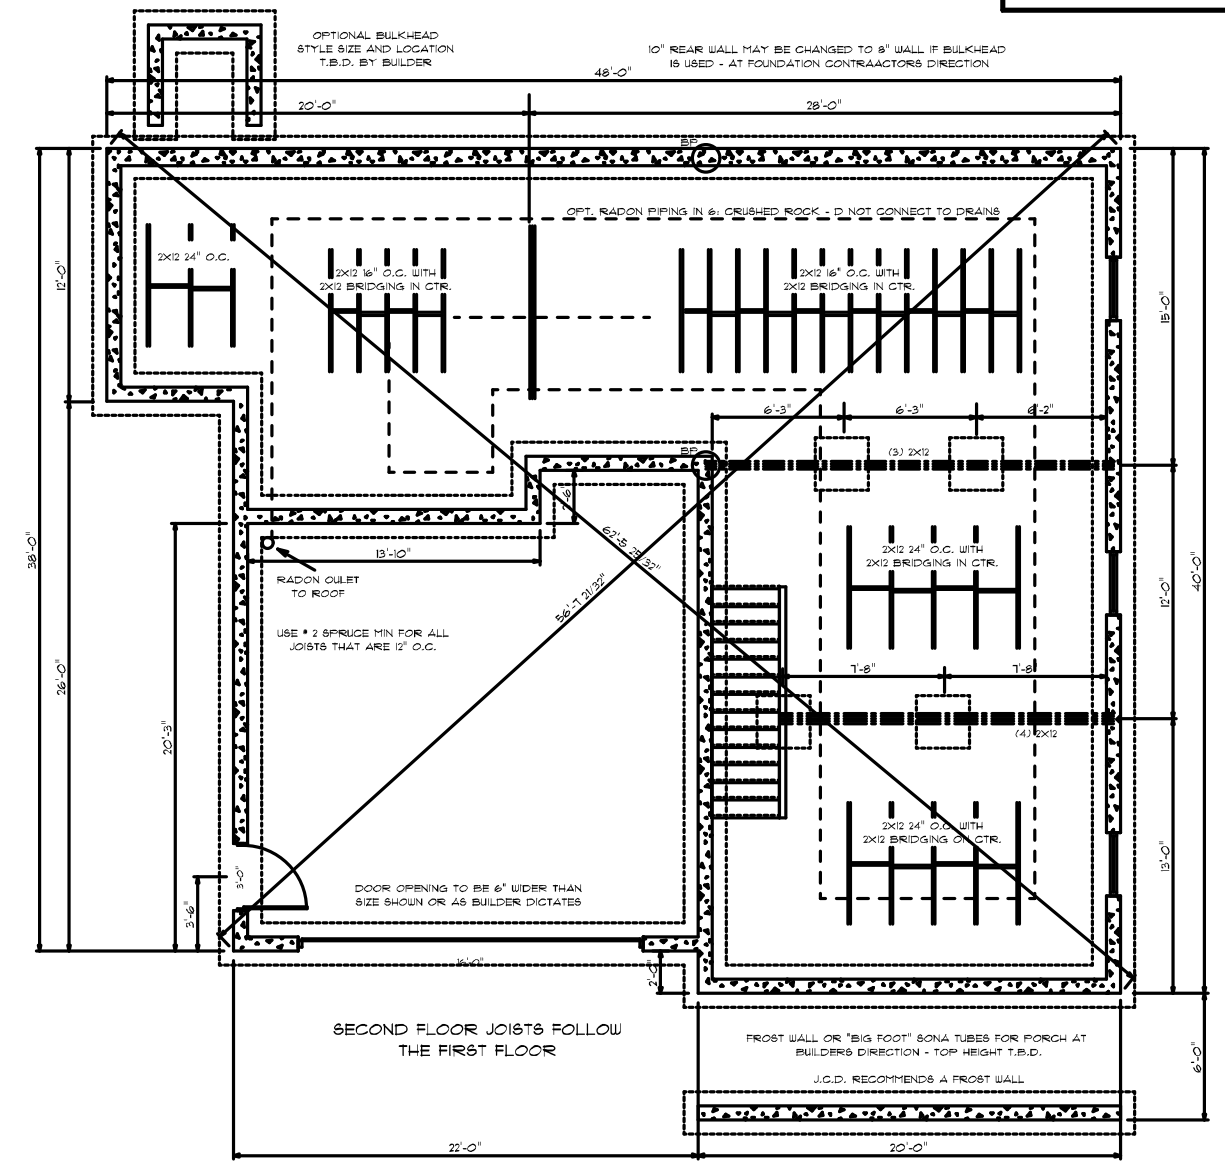 OPTIONAL BULKHEAD
STYLE SIZE AND LOCATION
T.B.D. BY BUILDER
10" REAR WALL MAY BE CHANGED TO 8" WALL IF BULKHEAD
IS USED - AT FOUNDATION CONTRAACTORS DIRECTION
48'-0"
20'-0"
28'-0"
BP
OPT. RADON PIPING IN 6: CRUSHED ROCK - D NOT CONNECT TO DRAINS
2X12 24" O.C.
2X12 16" O.C. WITH
2X12 BRIDGING IN CTR.
2X12 16" O.C. WITH
2X12 BRIDGING IN CTR.
12'-0"
15'-0"
6'-3"
6'-3"
6'-2"
BP
(3) 2X12
38'-0"
40'-0"
13'-10"
62'-5 25/32"
56'-7 21/32"
RADON OULET
TO ROOF
2X12 24" O.C. WITH
2X12 BRIDGING IN CTR.
12'-0"
USE # 2 SPRUCE MIN FOR ALL
JOISTS THAT ARE 12" O.C.
26'-0"
20'-3"
7'-8"
7'-8"
(4) 2X12
2X12 24" O.C. WITH
2X12 BRIDGING ON CTR.
13'-0"
3'-0"
3'-6"
DOOR OPENING TO BE 6" WIDER THAN
SIZE SHOWN OR AS BUILDER DICTATES
16'-0"
2'-0"
SECOND FLOOR JOISTS FOLLOW
THE FIRST FLOOR
FROST WALL OR "BIG FOOT" SONA TUBES FOR PORCH AT
BUILDERS DIRECTION - TOP HEIGHT T.B.D.
J.C.D. RECOMMENDS A FROST WALL
6'-0"
22'-0"
20'-0"